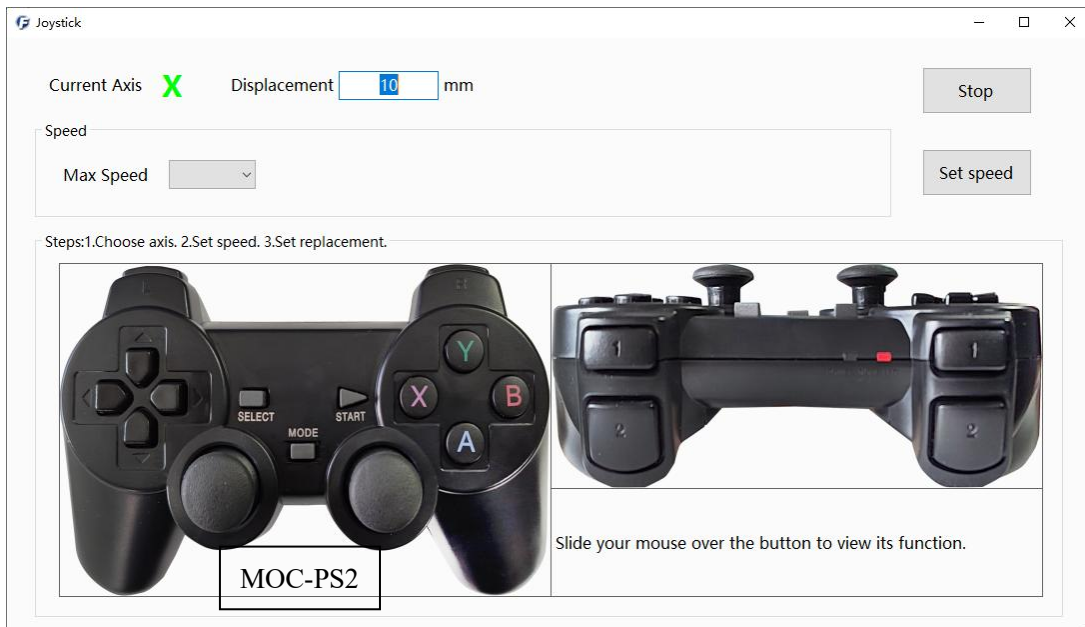 Joystick
Current Axis X Displacement 10 mm
Stop
Speed
Max Speed
Set speed
Steps:1.Choose axis. 2.Set speed. 3.Set replacement.
Y
X B
A
SELECT START
MODE
1 1
2 2
Slide your mouse over the button to view its function.
MOC-PS2